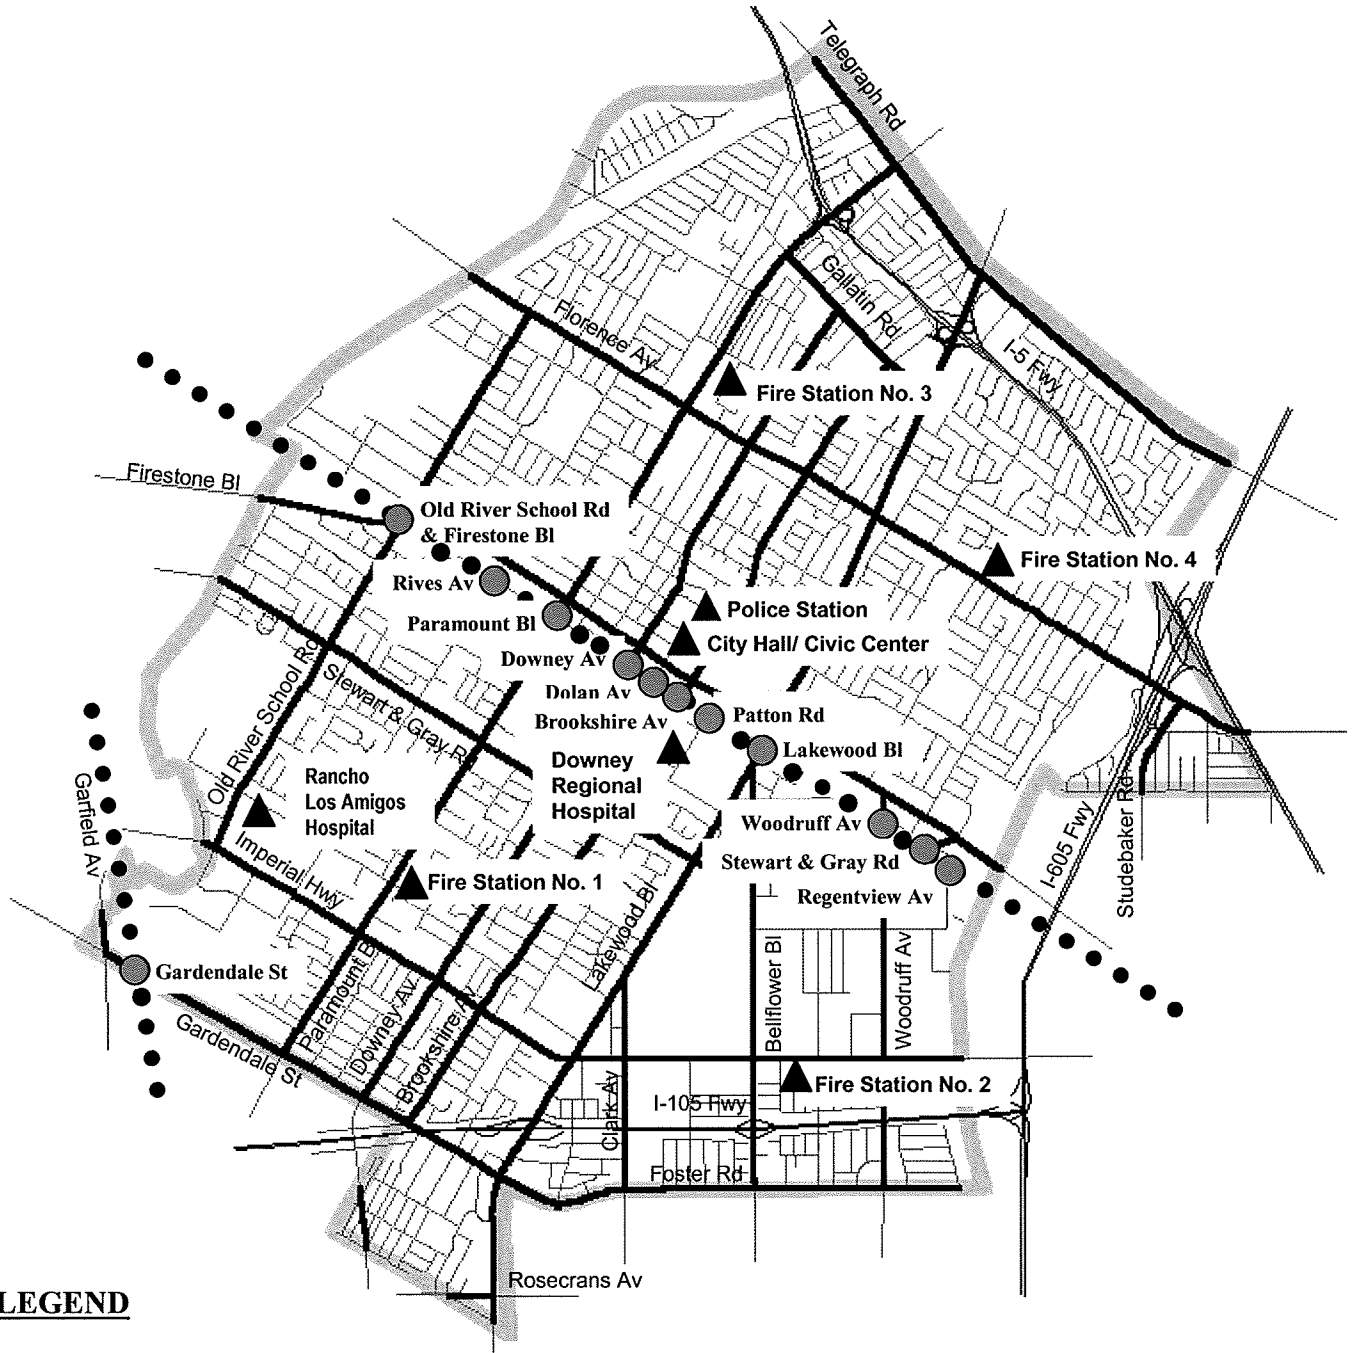 Telegraph Rd
Gallatin Rd
Florence Av
I-5 Fwy
Fire Station No. 3
Firestone Bl
Old River School Rd
& Firestone Bl
Rives Av
Fire Station No. 4
Paramount Bl
Police Station
City Hall/ Civic Center
Downey Av
Dolan Av
Brookshire Av
Patton Rd
Old River School Rd
Stewart & Gray Rd
Lakewood Bl
Downey
Regional
Hospital
Rancho
Los Amigos
Hospital
Garfield Av
Woodruff Av
Stewart & Gray Rd
Regentview Av
I-605 Fwy
Studebaker Rd
Imperial Hwy
Fire Station No. 1
Lakewood Bl
Bellflower Bl
Woodruff Av
Gardendale St
Paramount Bl
Downey Av
Brookshire Av
Gardendale St
Fire Station No. 2
Clark Av
I-105 Fwy
Foster Rd
Rosecrans Av
LEGEND